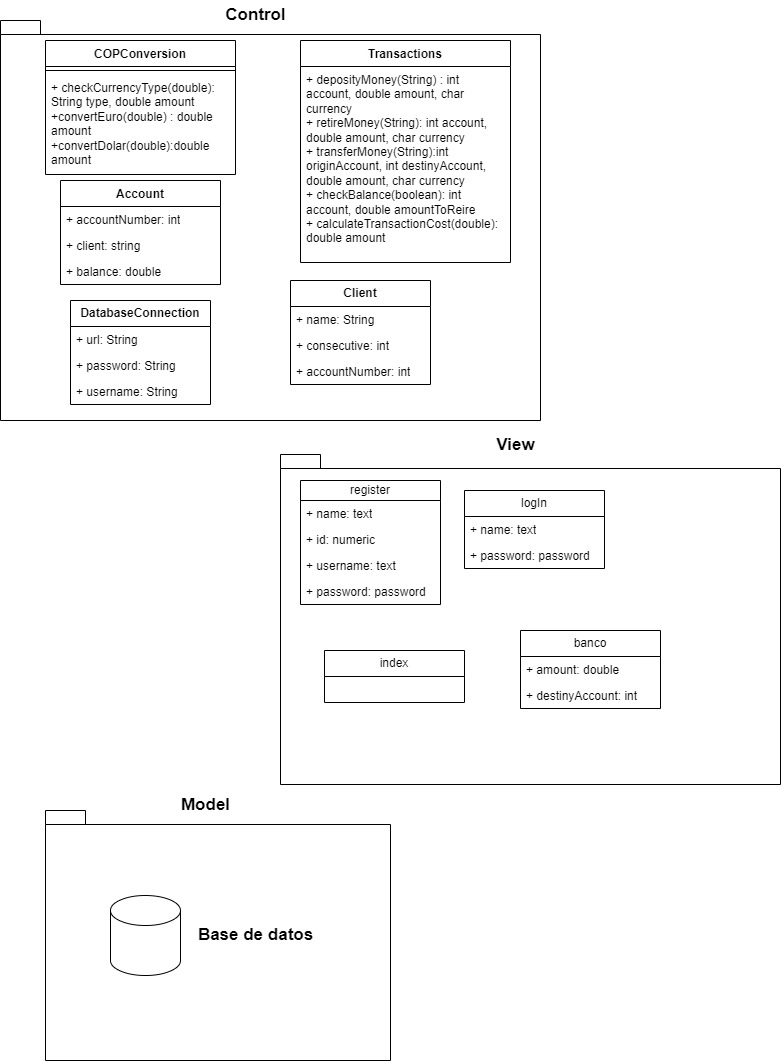 Control
COPConversion
+ checkCurrencyType(double):
String type, double amount
+convertEuro(double) : double
amount
+convertDolar(double):double
amount
Transactions
+ deposityMoney(String) : int
account, double amount, char
currency
+ retireMoney(String): int account,
double amount, char currency
+ transferMoney(String):int
originAccount, int destinyAccount,
double amount, char currency
+ checkBalance(boolean): int
account, double amountToReire
+ calculateTransactionCost(double):
double amount
Account
+ accountNumber: int
+ client: string
+ balance: double
DatabaseConnection
+ url: String
+ password: String
+ username: String
Client
+ name: String
+ consecutive: int
+ accountNumber: int
View
register
+ name: text
+ id: numeric
+ username: text
+ password: password
logIn
+ name: text
+ password: password
index
banco
+ amount: double
+ destinyAccount: int
Model
Base de datos